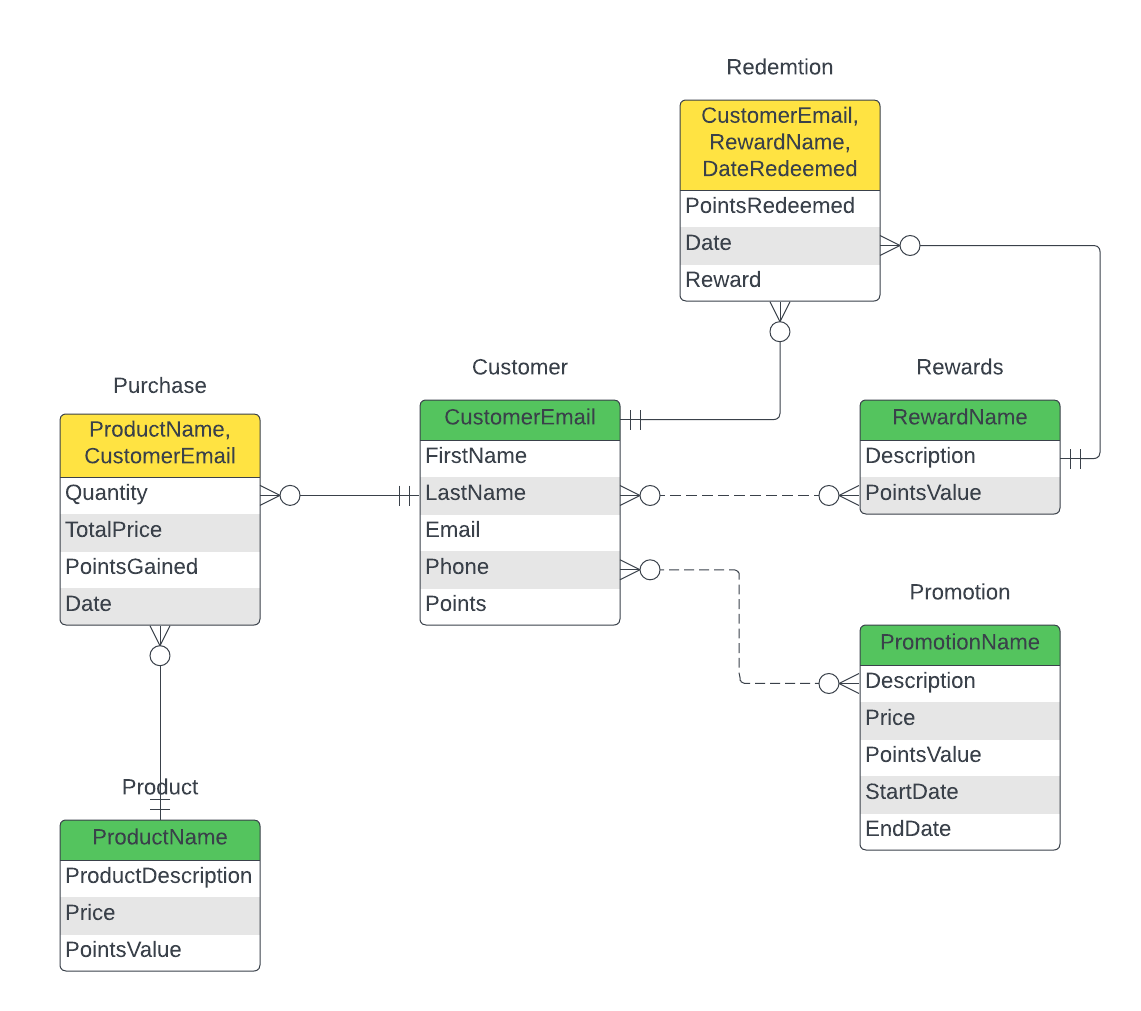 Redemtion
CustomerEmail,
RewardName,
DateRedeemed
PointsRedeemed
Date
Reward
Purchase
ProductName,
CustomerEmail
Quantity
TotalPrice
PointsGained
Date
Customer
CustomerEmail
FirstName
LastName
Email
Phone
Points
Rewards
RewardName
Description
PointsValue
Promotion
PromotionName
Description
Price
PointsValue
StartDate
EndDate
Product
ProductName
ProductDescription
Price
PointsValue